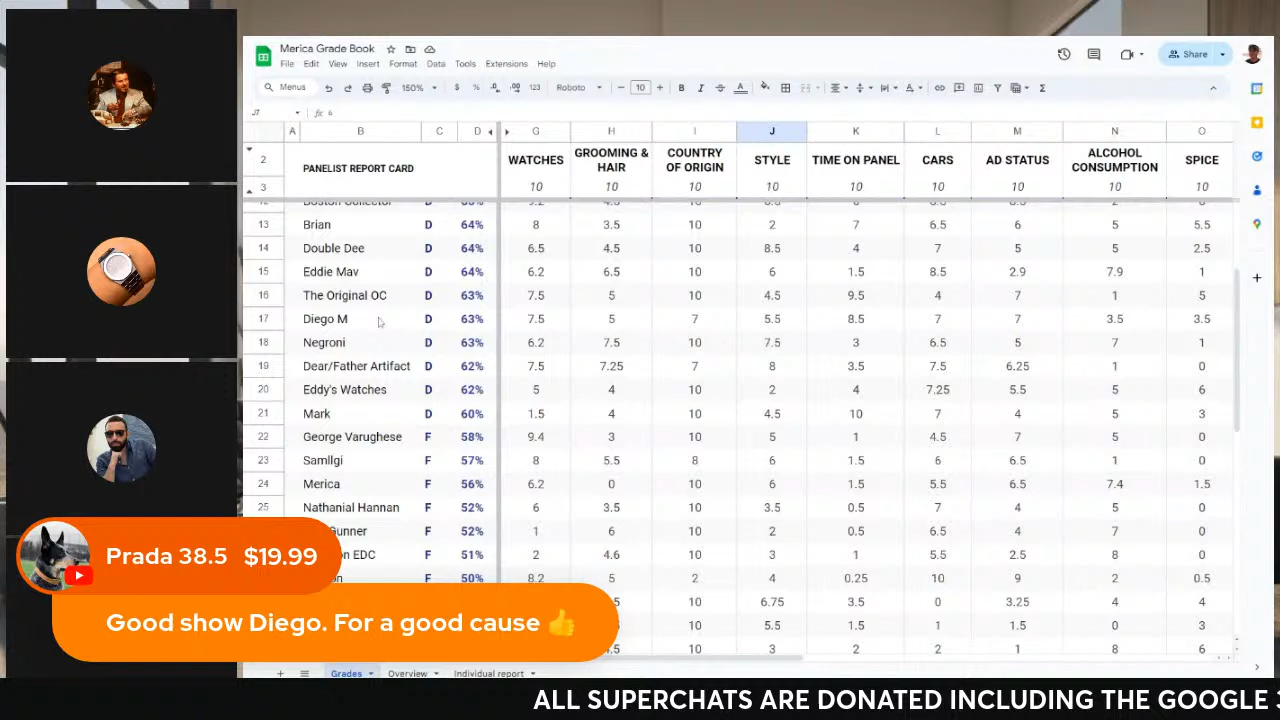 Merica Grade Book
File Edit View Insert Format Data Tools Extensions Help
Share
Menus 150% $ % .0 .00 123 Roboto 10 B I S A
J7 fx 6
A B C D G H I J K L M N O
2 PANELIST REPORT CARD WATCHES GROOMING & HAIR COUNTRY OF ORIGIN STYLE TIME ON PANEL CARS AD STATUS ALCOHOL CONSUMPTION SPICE
3 10 10 10 10 10 10 10 10 10
13 Brian D 64% 8 3.5 10 2 7 6.5 6 5 5.5
14 Double Dee D 64% 6.5 4.5 10 8.5 4 7 5 5 2.5
15 Eddie Mav D 64% 6.2 6.5 10 6 1.5 8.5 2.9 7.9 1
16 The Original OC D 63% 7.5 5 10 4.5 9.5 4 7 1 5
17 Diego M D 63% 7.5 5 7 5.5 8.5 7 7 3.5 3.5
18 Negroni D 63% 6.2 7.5 10 7.5 3 6.5 5 7 1
19 Dear/Father Artifact D 62% 7.5 7.25 7 8 3.5 7.5 6.25 1 0
20 Eddy's Watches D 62% 5 4 10 2 4 7.25 5.5 5 6
21 Mark D 60% 1.5 4 10 4.5 10 7 4 5 3
22 George Varughese F 58% 9.4 3 10 5 1 4.5 7 5 0
23 Samllgi F 57% 8 5.5 8 6 1.5 6 6.5 1 0
24 Merica F 56% 6.2 0 10 6 1.5 5.5 6.5 7.4 1.5
25 Nathanial Hannan F 52% 6 3.5 10 3.5 0.5 7 4 5 0
Gunner F 52% 1 6 10 2 0.5 6.5 4 7 0
EDC F 51% 2 4.6 10 3 1 5.5 2.5 8 0
F 50% 8.2 5 2 4 0.25 10 9 2 0.5
10 6.75 3.5 0 3.25 4 4
10 5.5 1.5 1 1.5 0 3
10 3 2 2 1 8 6
Prada 38.5 $19.99
Good show Diego. For a good cause 👍
Grades Overview Individual report
ALL SUPERCHATS ARE DONATED INCLUDING THE GOOGLE